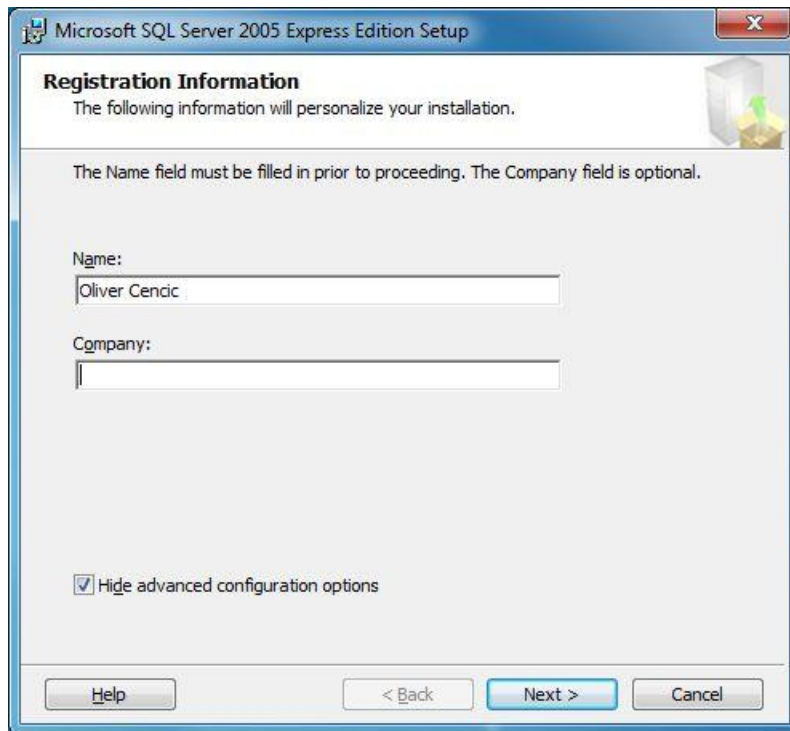 Microsoft SQL Server 2005 Express Edition Setup
Registration Information
The following information will personalize your installation.
The Name field must be filled in prior to proceeding. The Company field is optional.
Name:
Oliver Cencic
Company:
Hide advanced configuration options
Help
< Back
Next >
Cancel